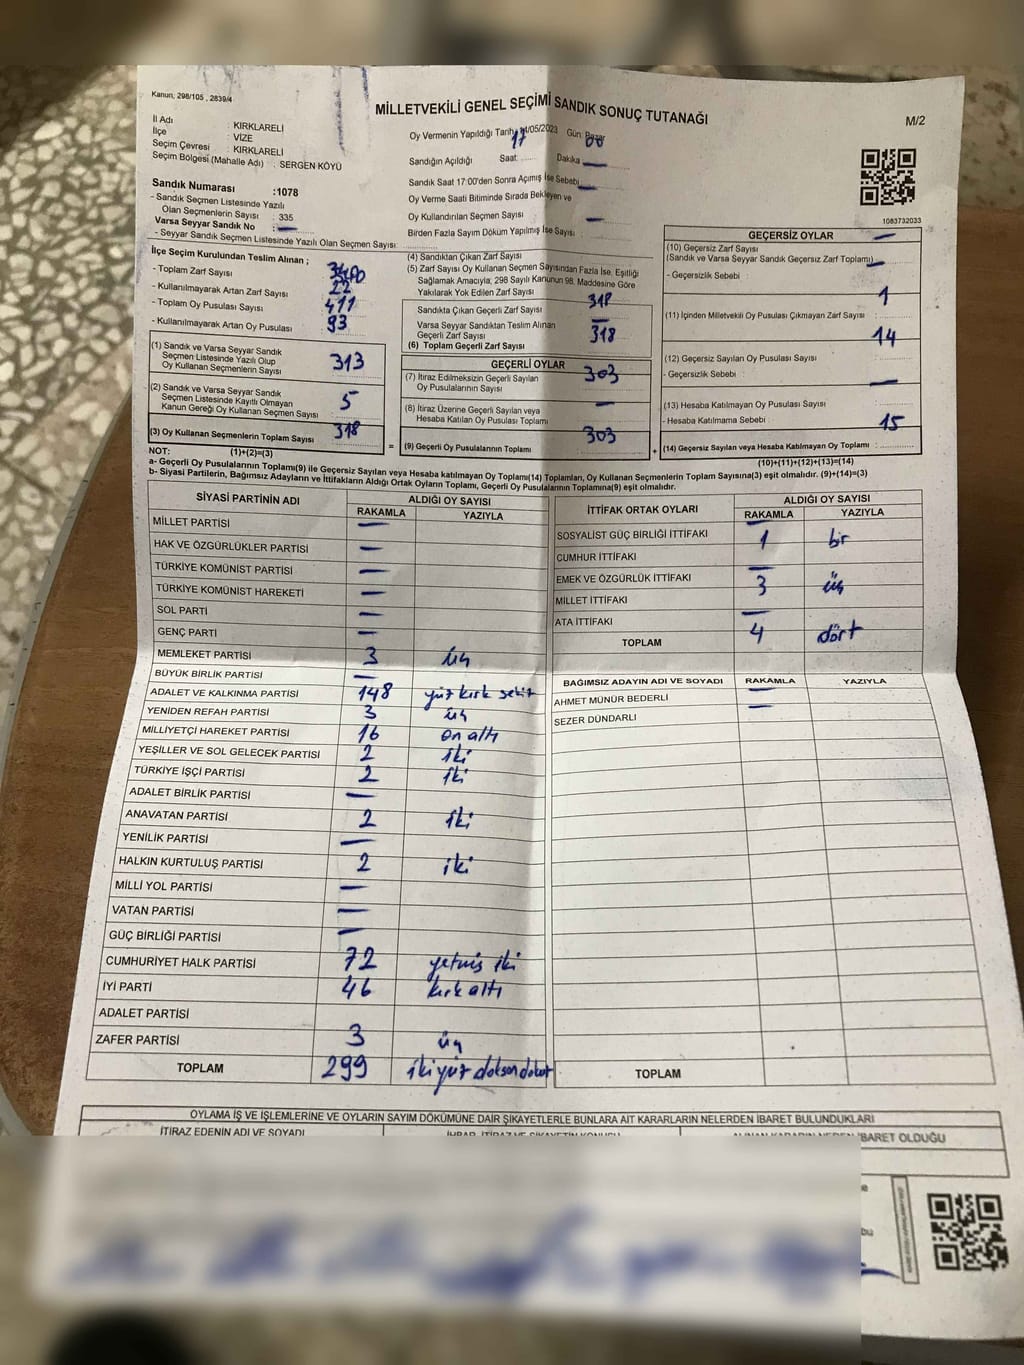 Kanun, 298/105 , 2839/4
MİLLETVEKİLİ GENEL SEÇİMİ SANDIK SONUÇ TUTANAĞI
M/2
İl Adı : KIRKLARELİ
İlçe : VİZE
Seçim Çevresi : KIRKLARELİ
Seçim Bölgesi (Mahalle Adı) : SERGEN KÖYÜ
Sandık Numarası :1078
- Sandık Seçmen Listesinde Yazılı
Olan Seçmenlerin Sayısı : 335
Varsa Seyyar Sandık No : —
- Seyyar Sandık Seçmen Listesinde Yazılı Olan Seçmen Sayısı :
Oy Vermenin Yapıldığı Tarih /05/2023 Gün: Pazar
Sandığın Açıldığı Saat 17 Dakika 00
Sandık Saat 17:00'den Sonra Açımış İse Sebebi —
Oy Verme Saati Bitiminde Sırada Bekleyen ve
Oy Kullandırılan Seçmen Sayısı —
Birden Fazla Sayım Döküm Yapılmış İse Sayısı : —
1083732033
İlçe Seçim Kurulundan Teslim Alınan ;
- Toplam Zarf Sayısı
- Kullanılmayarak Artan Zarf Sayısı 22
- Toplam Oy Pusulası Sayısı 411
- Kullanılmayarak Artan Oy Pusulası 93
(1) Sandık ve Varsa Seyyar Sandık
Seçmen Listesinde Yazılı Olup
Oy Kullanan Seçmenlerin Sayısı 313
(2) Sandık ve Varsa Seyyar Sandık
Seçmen Listesinde Kayıtlı Olmayan
Kanun Gereği Oy Kullanan Seçmen Sayısı 5
(3) Oy Kullanan Seçmenlerin Toplam Sayısı 318
(4) Sandıktan Çıkan Zarf Sayısı
(5) Zarf Sayısı Oy Kullanan Seçmen Sayısından Fazla İse, Eşitliği
Sağlamak Amacıyla; 298 Sayılı Kanunun 98. Maddesine Göre
Yakılarak Yok Edilen Zarf Sayısı
Sandıkta Çıkan Geçerli Zarf Sayısı 318
Varsa Seyyar Sandıktan Teslim Alınan
Geçerli Zarf Sayısı —
(6) Toplam Geçerli Zarf Sayısı 318
GEÇERLİ OYLAR
(7) İtiraz Edilmeksizin Geçerli Sayılan
Oy Pusulalarının Sayısı 303
(8) İtiraz Üzerine Geçerli Sayılan veya
Hesaba Katılan Oy Pusulası Toplamı —
= (9) Geçerli Oy Pusulalarının Toplamı 303
GEÇERSİZ OYLAR
(10) Geçersiz Zarf Sayısı —
(Sandık ve Varsa Seyyar Sandık Geçersiz Zarf Toplamı)
- Geçersizlik Sebebi : —
(11) İçinden Milletvekili Oy Pusulası Çıkmayan Zarf Sayısı 1
(12) Geçersiz Sayılan Oy Pusulası Sayısı 14
- Geçersizlik Sebebi :
(13) Hesaba Katılmayan Oy Pusulası Sayısı —
- Hesaba Katılmama Sebebi :
+ (14) Geçersiz Sayılan veya Hesaba Katılmayan Oy Toplamı 15
NOT: (1)+(2)=(3)
(10)+(11)+(12)+(13)=(14)
a- Geçerli Oy Pusulalarının Toplamı(9) ile Geçersiz Sayılan veya Hesaba katılmayan Oy Toplamı(14) Toplamları, Oy Kullanan Seçmenlerin Toplam Sayısına(3) eşit olmalıdır. (9)+(14)=(3)
b- Siyasi Partilerin, Bağımsız Adayların ve İttifakların Aldığı Ortak Oyların Toplamı, Geçerli Oy Pusulalarının Toplamına(9) eşit olmalıdır.
SİYASİ PARTİNİN ADI ALDIĞI OY SAYISI
RAKAMLA YAZIYLA
MİLLET PARTİSİ —
HAK VE ÖZGÜRLÜKLER PARTİSİ —
TÜRKİYE KOMÜNİST PARTİSİ —
TÜRKİYE KOMÜNİST HAREKETİ —
SOL PARTİ —
GENÇ PARTİ —
MEMLEKET PARTİSİ 3 üç
BÜYÜK BİRLİK PARTİSİ —
ADALET VE KALKINMA PARTİSİ 148 yüz kırk sekiz
YENİDEN REFAH PARTİSİ 3 üç
MİLLİYETÇİ HAREKET PARTİSİ 16 on altı
YEŞİLLER VE SOL GELECEK PARTİSİ 2 iki
TÜRKİYE İŞÇİ PARTİSİ 2 iki
ADALET BİRLİK PARTİSİ —
ANAVATAN PARTİSİ 2 iki
YENİLİK PARTİSİ —
HALKIN KURTULUŞ PARTİSİ 2 iki
MİLLİ YOL PARTİSİ —
VATAN PARTİSİ —
GÜÇ BİRLİĞİ PARTİSİ —
CUMHURİYET HALK PARTİSİ 72 yetmiş iki
İYİ PARTİ 46 kırk altı
ADALET PARTİSİ
ZAFER PARTİSİ 3 üç
TOPLAM 299 iki yüz doksan dokuz
İTTİFAK ORTAK OYLARI ALDIĞI OY SAYISI
RAKAMLA YAZIYLA
SOSYALİST GÜÇ BİRLİĞİ İTTİFAKI —
CUMHUR İTTİFAKI 1 bir
EMEK VE ÖZGÜRLÜK İTTİFAKI —
MİLLET İTTİFAKI 3 üç
ATA İTTİFAKI —
TOPLAM 4 dört
BAĞIMSIZ ADAYIN ADI VE SOYADI RAKAMLA YAZIYLA
AHMET MÜNÜR BEDERLİ —
SEZER DÜNDARLI —
TOPLAM
OYLAMA İŞ VE İŞLEMLERİNE VE OYLARIN SAYIM DÖKÜMÜNE DAİR ŞİKAYETLERLE BUNLARA AİT KARARLARIN NELERDEN İBARET BULUNDUKLARI
İTİRAZ EDENİN ADI VE SOYADI
İBARET OLDUĞU